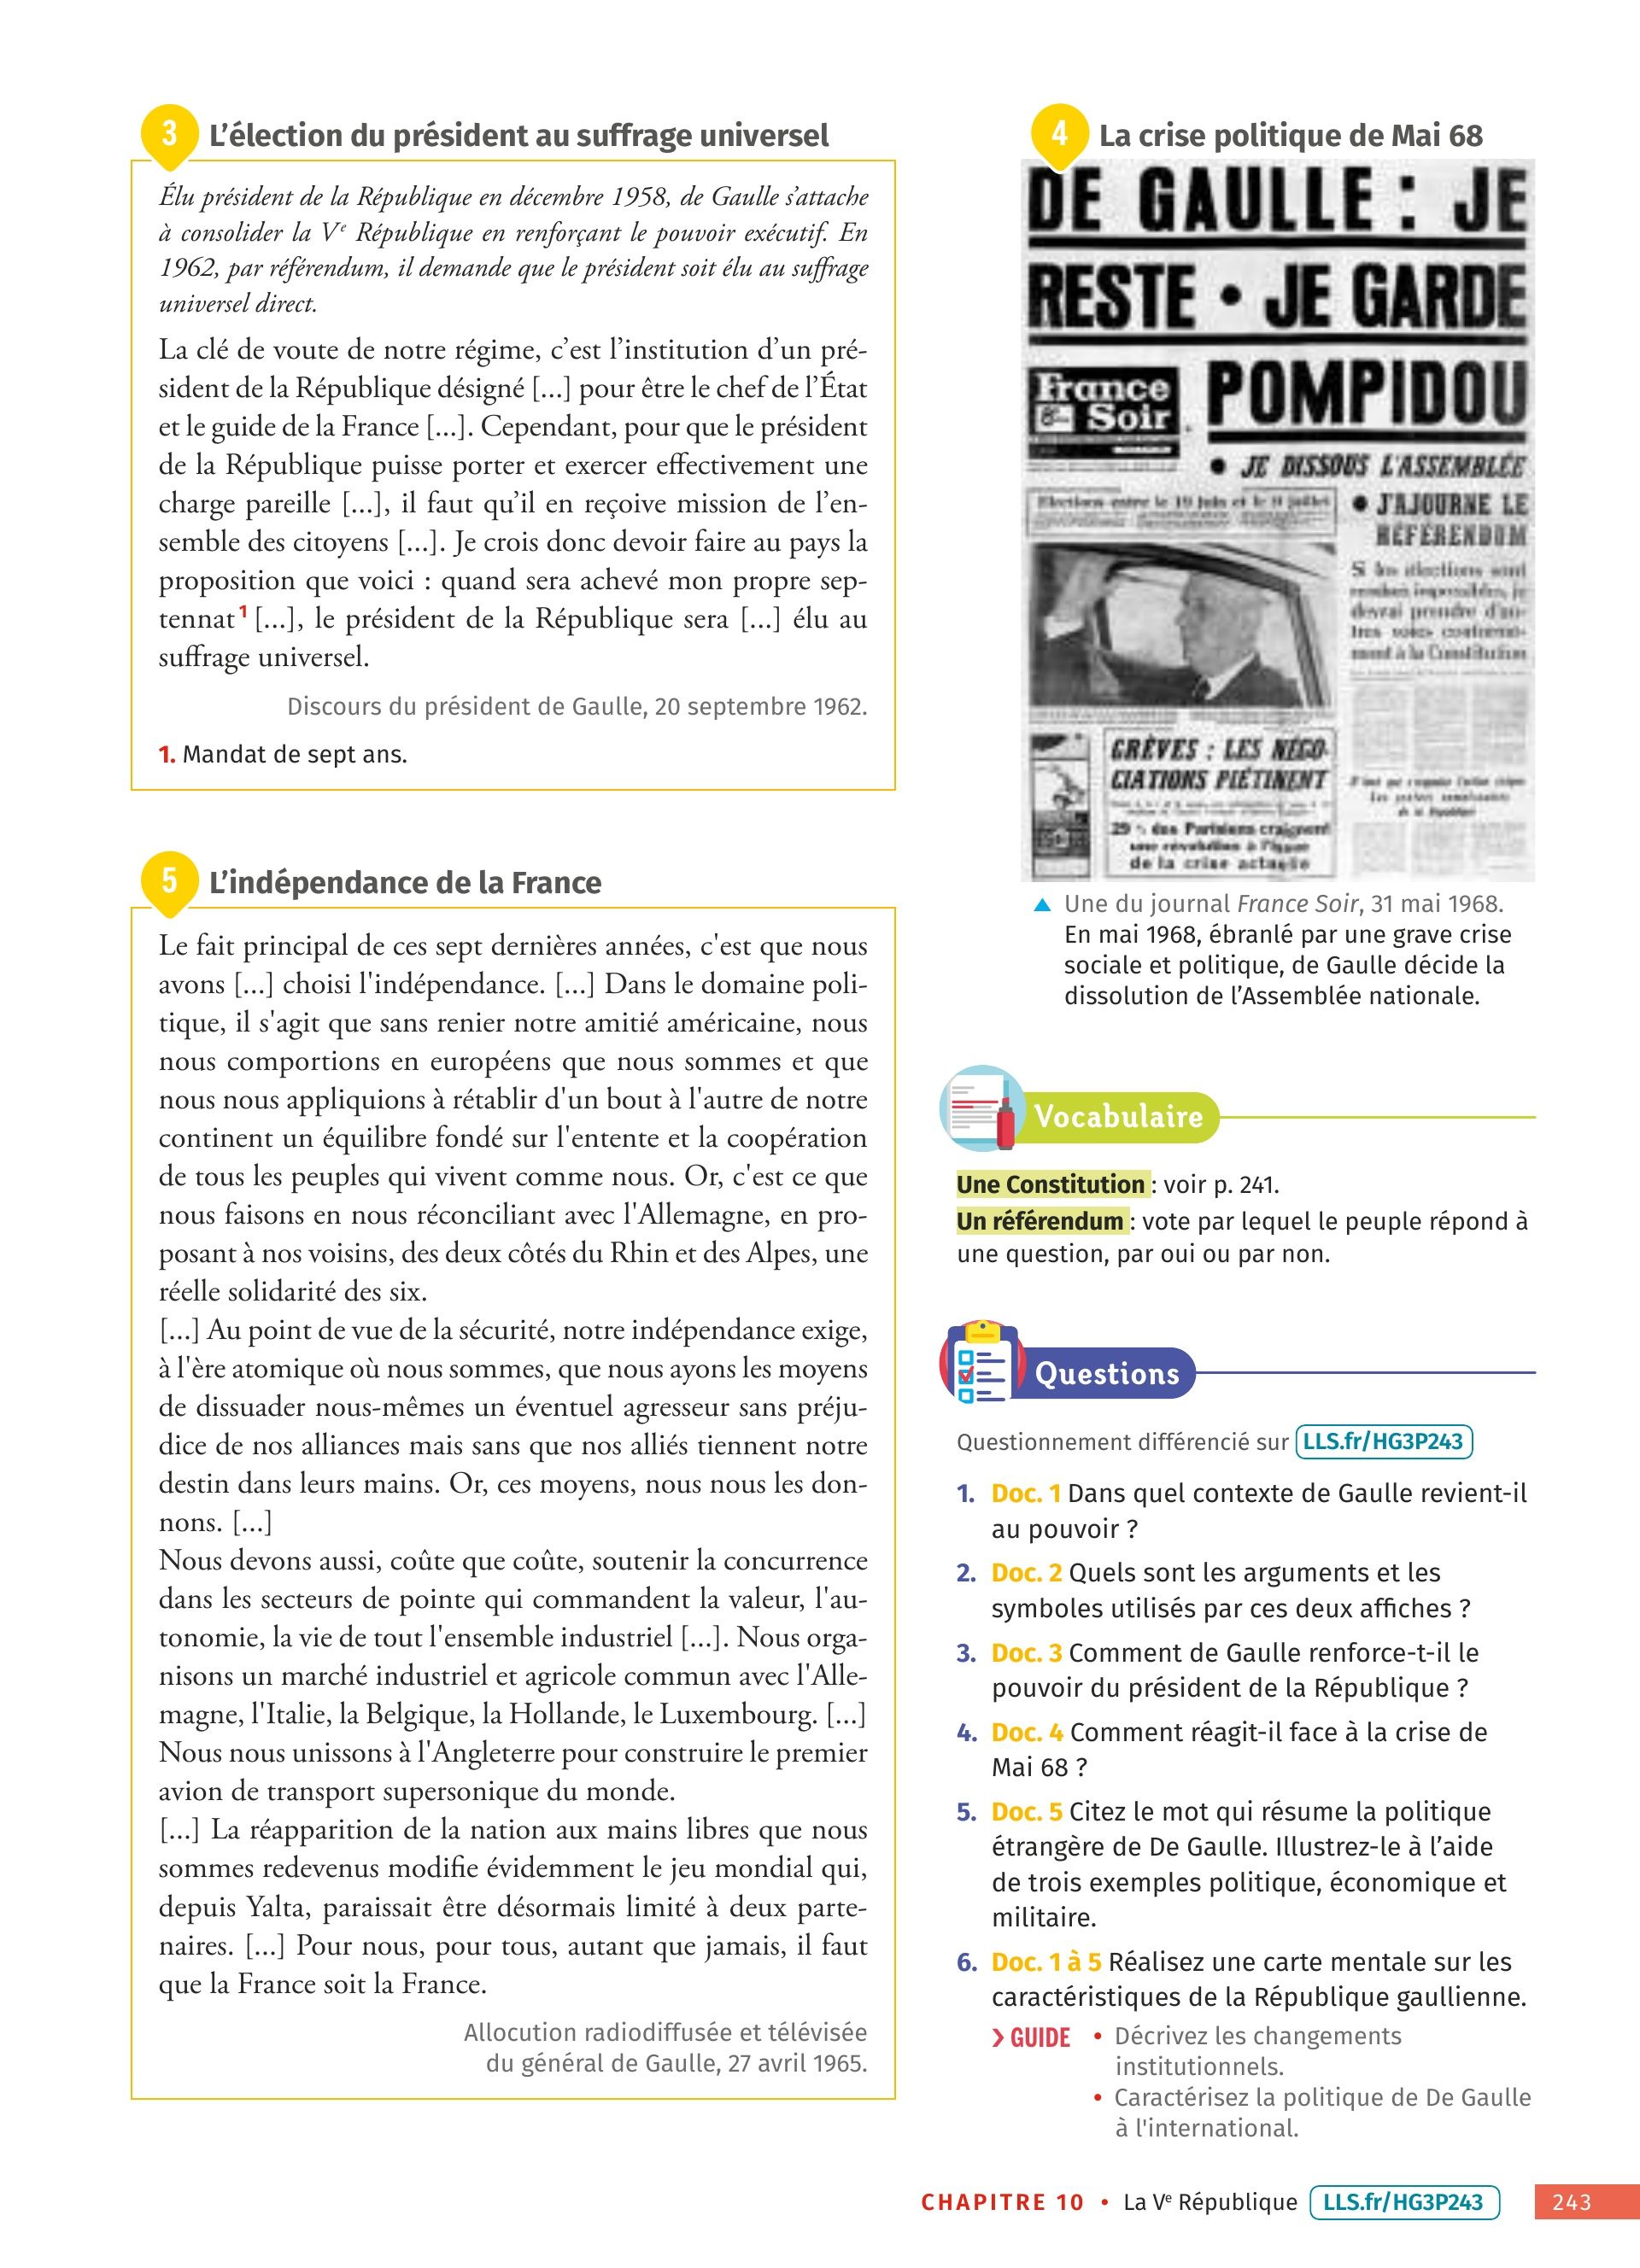 3 L'élection du président au suffrage universel
Élu président de la République en décembre 1958, de Gaulle s'attache
à consolider la Ve République en renforçant le pouvoir exécutif. En
1962, par référendum, il demande que le président soit élu au suffrage
universel direct.
La clé de voute de notre régime, c'est l'institution d'un pré-
sident de la République désigné [...] pour être le chef de l'État
et le guide de la France [...]. Cependant, pour que le président
de la République puisse porter et exercer effectivement une
charge pareille [...], il faut qu'il en reçoive mission de l'en-
semble des citoyens [...]. Je crois donc devoir faire au pays la
proposition que voici : quand sera achevé mon propre sep-
tennat1 [...], le président de la République sera [...] élu au
suffrage universel.
Discours du président de Gaulle, 20 septembre 1962.
1. Mandat de sept ans.
5 L'indépendance de la France
Le fait principal de ces sept dernières années, c'est que nous
avons [...] choisi l'indépendance. [...] Dans le domaine poli-
tique, il s'agit que sans renier notre amitié américaine, nous
nous comportions en européens que nous sommes et que
nous nous appliquions à rétablir d'un bout à l'autre de notre
continent un équilibre fondé sur l'entente et la coopération
de tous les peuples qui vivent comme nous. Or, c'est ce que
nous faisons en nous réconciliant avec l'Allemagne, en pro-
posant à nos voisins, des deux côtés du Rhin et des Alpes, une
réelle solidarité des six.
[...] Au point de vue de la sécurité, notre indépendance exige,
à l'ère atomique où nous sommes, que nous ayons les moyens
de dissuader nous-mêmes un éventuel agresseur sans préju-
dice de nos alliances mais sans que nos alliés tiennent notre
destin dans leurs mains. Or, ces moyens, nous nous les don-
nons. [...]
Nous devons aussi, coûte que coûte, soutenir la concurrence
dans les secteurs de pointe qui commandent la valeur, l'au-
tonomie, la vie de tout l'ensemble industriel [...]. Nous orga-
nisons un marché industriel et agricole commun avec l'Alle-
magne, l'Italie, la Belgique, la Hollande, le Luxembourg. [...]
Nous nous unissons à l'Angleterre pour construire le premier
avion de transport supersonique du monde.
[...] La réapparition de la nation aux mains libres que nous
sommes redevenus modifie évidemment le jeu mondial qui,
depuis Yalta, paraissait être désormais limité à deux parte-
naires. [...] Pour nous, pour tous, autant que jamais, il faut
que la France soit la France.
Allocution radiodiffusée et télévisée
du général de Gaulle, 27 avril 1965.
4 La crise politique de Mai 68
DE GAULLE : JE
RESTE • JE GARDE
POMPIDOU
France
Soir
• JE DISSOUS L'ASSEMBLÉE
Elections entre le 19 juin et le 9 juillet
• J'AJOURNE LE
RÉFÉRENDUM
Si les élections sont
rendues impossibles, je
devrai prendre d'au-
tres voies conformé-
ment à la Constitution
GRÈVES : LES NÉGO-
CIATIONS PIÉTINENT
29 % des Parisiens craignent
une révolution à l'issue
de la crise actuelle
Une du journal France Soir, 31 mai 1968.
En mai 1968, ébranlé par une grave crise
sociale et politique, de Gaulle décide la
dissolution de l'Assemblée nationale.
Vocabulaire
Une Constitution : voir p. 241.
Un référendum : vote par lequel le peuple répond à
une question, par oui ou par non.
Questions
Questionnement différencié sur LLS.fr/HG3P243
1. Doc. 1 Dans quel contexte de Gaulle revient-il
au pouvoir ?
2. Doc. 2 Quels sont les arguments et les
symboles utilisés par ces deux affiches ?
3. Doc. 3 Comment de Gaulle renforce-t-il le
pouvoir du président de la République ?
4. Doc. 4 Comment réagit-il face à la crise de
Mai 68 ?
5. Doc. 5 Citez le mot qui résume la politique
étrangère de De Gaulle. Illustrez-le à l'aide
de trois exemples politique, économique et
militaire.
6. Doc. 1 à 5 Réalisez une carte mentale sur les
caractéristiques de la République gaullienne.
> GUIDE • Décrivez les changements
institutionnels.
• Caractérisez la politique de De Gaulle
à l'international.
CHAPITRE 10 • La Ve République LLS.fr/HG3P243 243